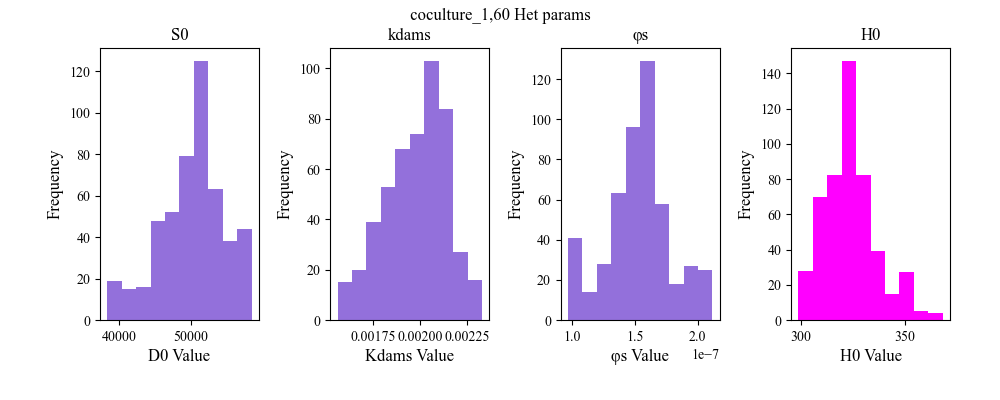 coculture_1,60 Het params
S0
kdams
φs
H0
Frequency
0
20
40
60
80
100
120
40000
50000
D0 Value
Frequency
0
20
40
60
80
100
0.00175
0.00200
0.00225
Kdams Value
Frequency
0
20
40
60
80
100
120
1.0
1.5
2.0
1e−7
φs Value
Frequency
0
20
40
60
80
100
120
140
300
350
H0 Value